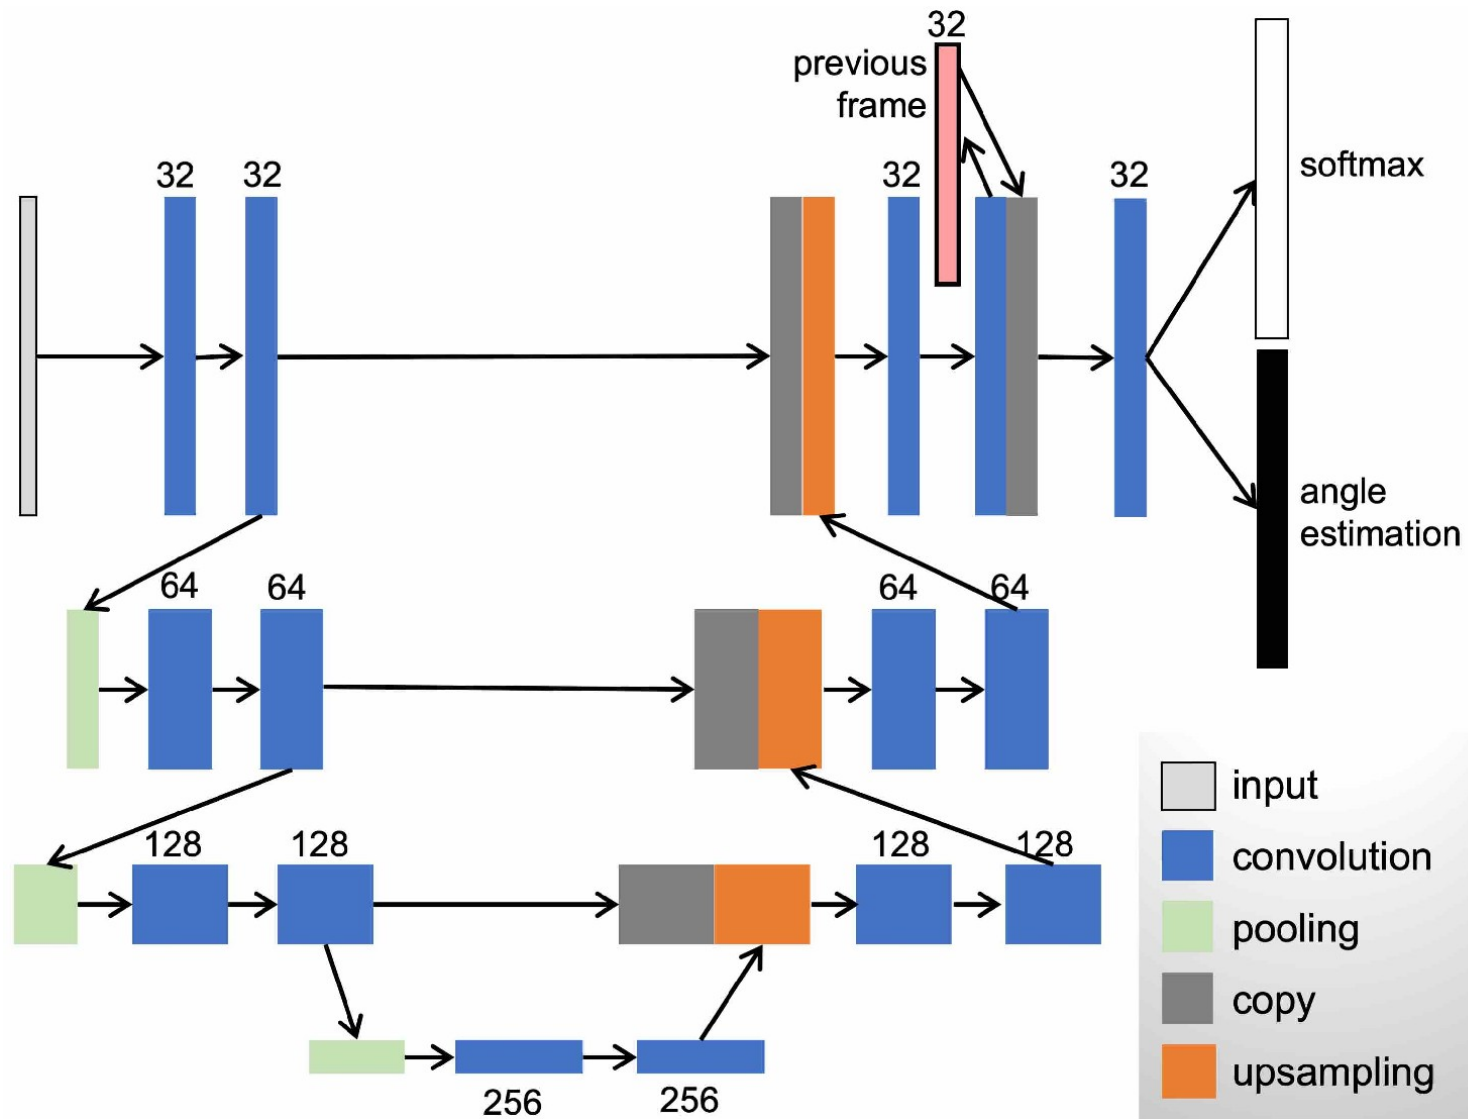 32
previous
frame
32
32
32
32
softmax
angle
estimation
64
64
64
64
128
128
128
128
256
256
input
convolution
pooling
copy
upsampling